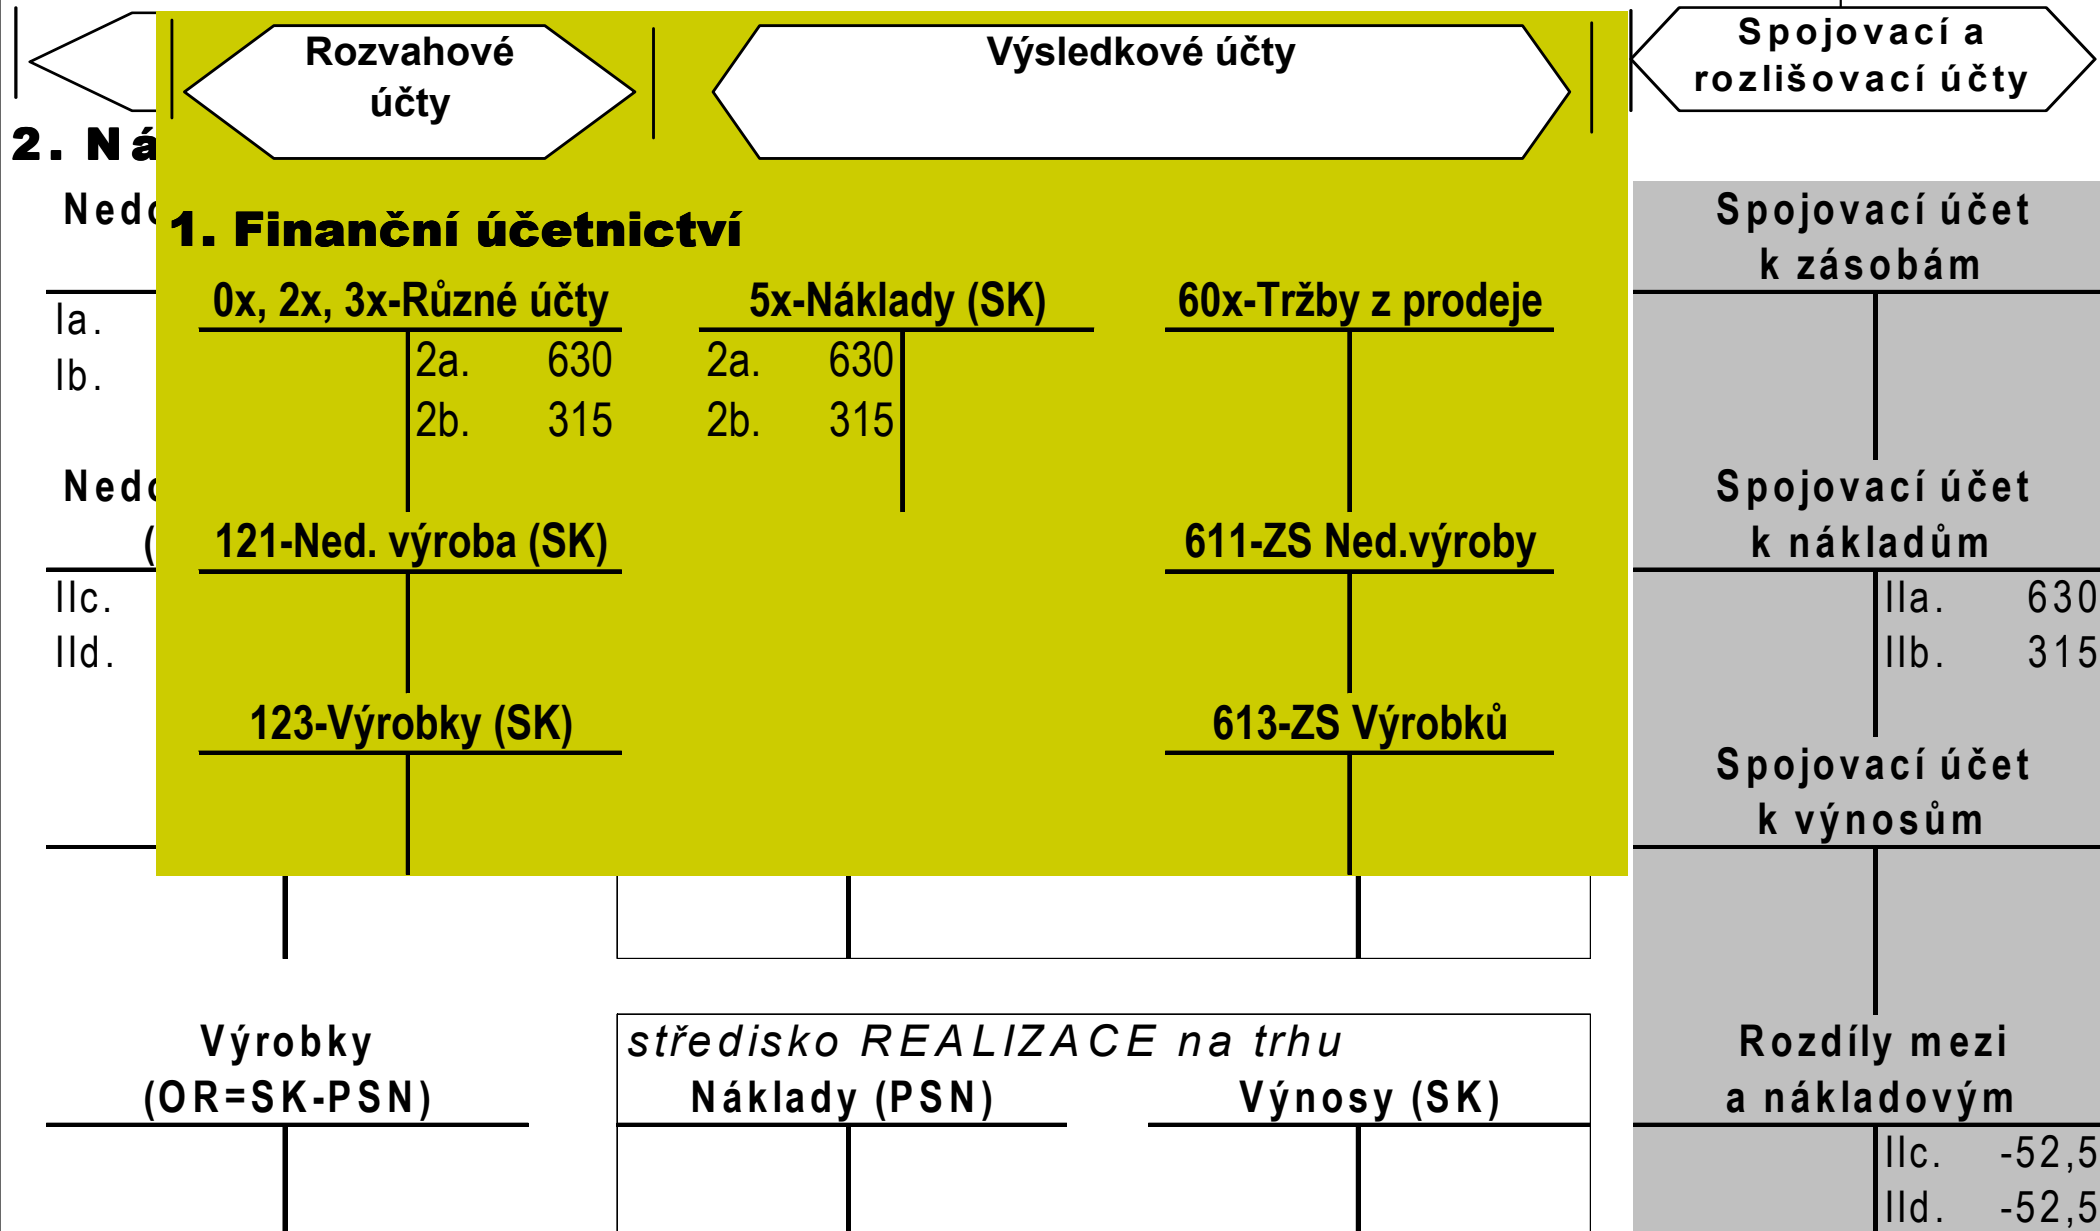 Rozvahové
účty
Výsledkové účty
Spojovací a
rozlišovací účty
2. Ná
1. Finanční účetnictví
0x, 2x, 3x-Různé účty
5x-Náklady (SK)
60x-Tržby z prodeje
2a. 630
2a. 630
2b. 315
2b. 315
121-Ned. výroba (SK)
611-ZS Ned.výroby
123-Výrobky (SK)
613-ZS Výrobků
Ia.
Ib.
(
IIc.
IId.
Spojovací účet
k zásobám
Spojovací účet
k nákladům
IIa. 630
IIb. 315
Spojovací účet
k výnosům
Výrobky
(OR=SK-PSN)
středisko REALIZACE na trhu
Náklady (PSN)
Výnosy (SK)
Rozdíly mezi
a nákladovým
IIc. -52,5
IId. -52,5